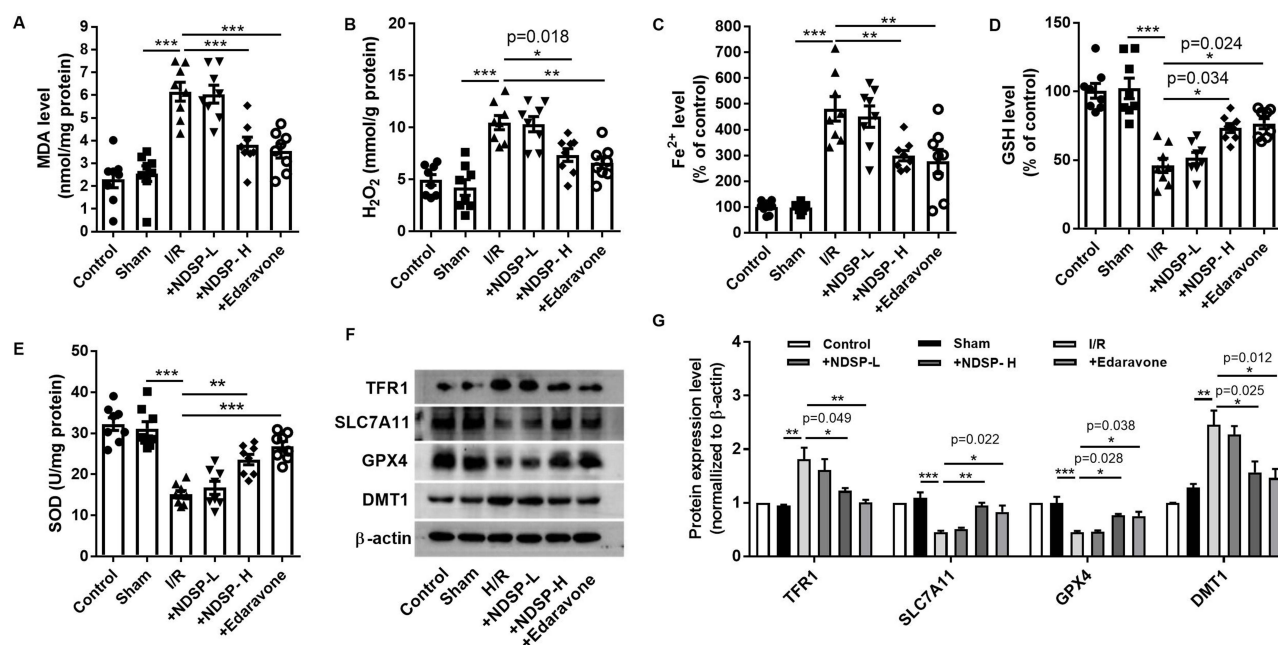 A
MDA level
(nmol/mg protein)
9
8
7
6
5
4
3
2
1
0
***
***
***
Control
Sham
I/R
+NDSP-L
+NDSP- H
+Edaravone
B
H2O2 (mmol/g protein)
20
15
10
5
0
p=0.018
*
***
**
Control
Sham
I/R
+NDSP-L
+NDSP- H
+Edaravone
C
Fe2+ level
(% of control)
800
700
600
500
400
300
200
100
0
**
***
**
Control
Sham
I/R
+NDSP-L
+NDSP- H
+Edaravone
D
GSH level
(% of control)
150
100
50
0
***
p=0.024
*
p=0.034
*
Control
Sham
I/R
+NDSP-L
+NDSP- H
+Edaravone
E
SOD (U/mg protein)
50
40
30
20
10
0
***
**
***
Control
Sham
I/R
+NDSP-L
+NDSP- H
+Edaravone
F
TFR1
SLC7A11
GPX4
DMT1
β-actin
Control
Sham
H/R
+NDSP-L
+NDSP-H
+Edaravone
G
Protein expression level
(normallized to β-actin)
4
3
2
1
0
Control
Sham
I/R
+NDSP-L
+NDSP- H
+Edaravone
**
p=0.049
**
*
p=0.022
*
***
**
p=0.038
*
p=0.028
***
*
p=0.012
*
p=0.025
**
*
TFR1
SLC7A11
GPX4
DMT1